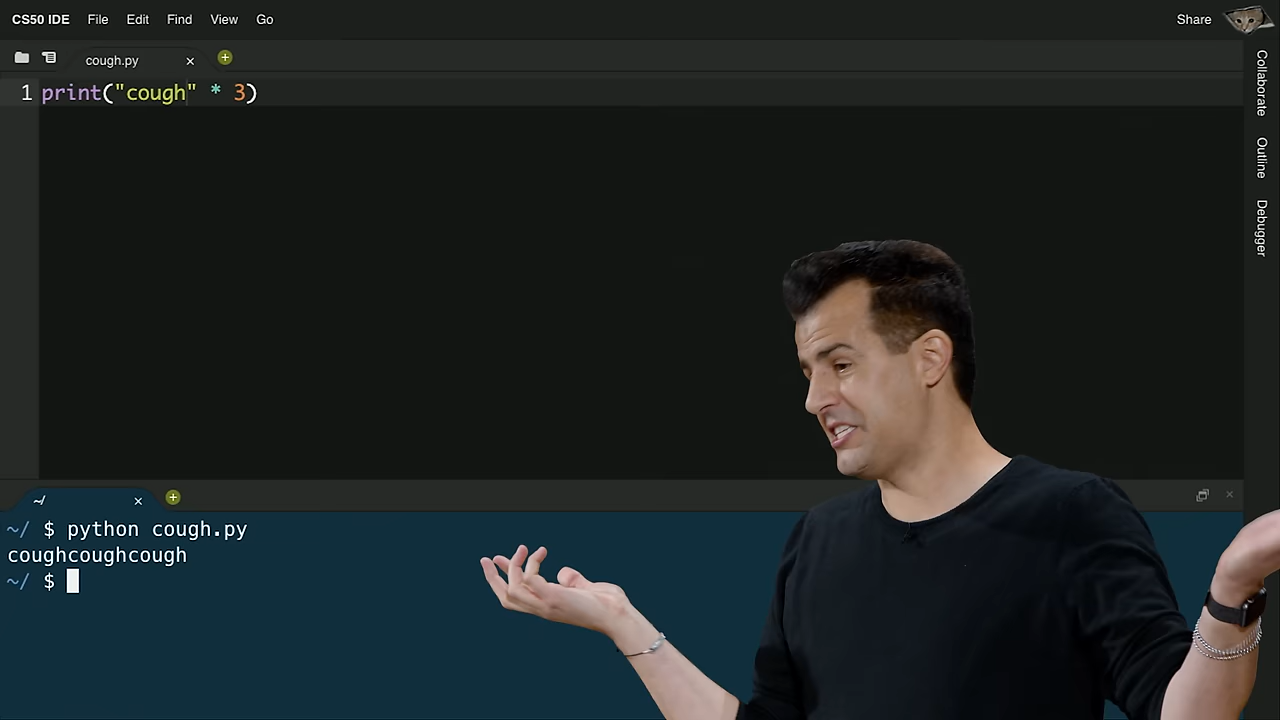 CS50 IDE File Edit Find View Go Share
cough.py
1 print("cough" * 3)
Collaborate
Outline
Debugger
~/
~/ $ python cough.py
coughcoughcough
~/ $